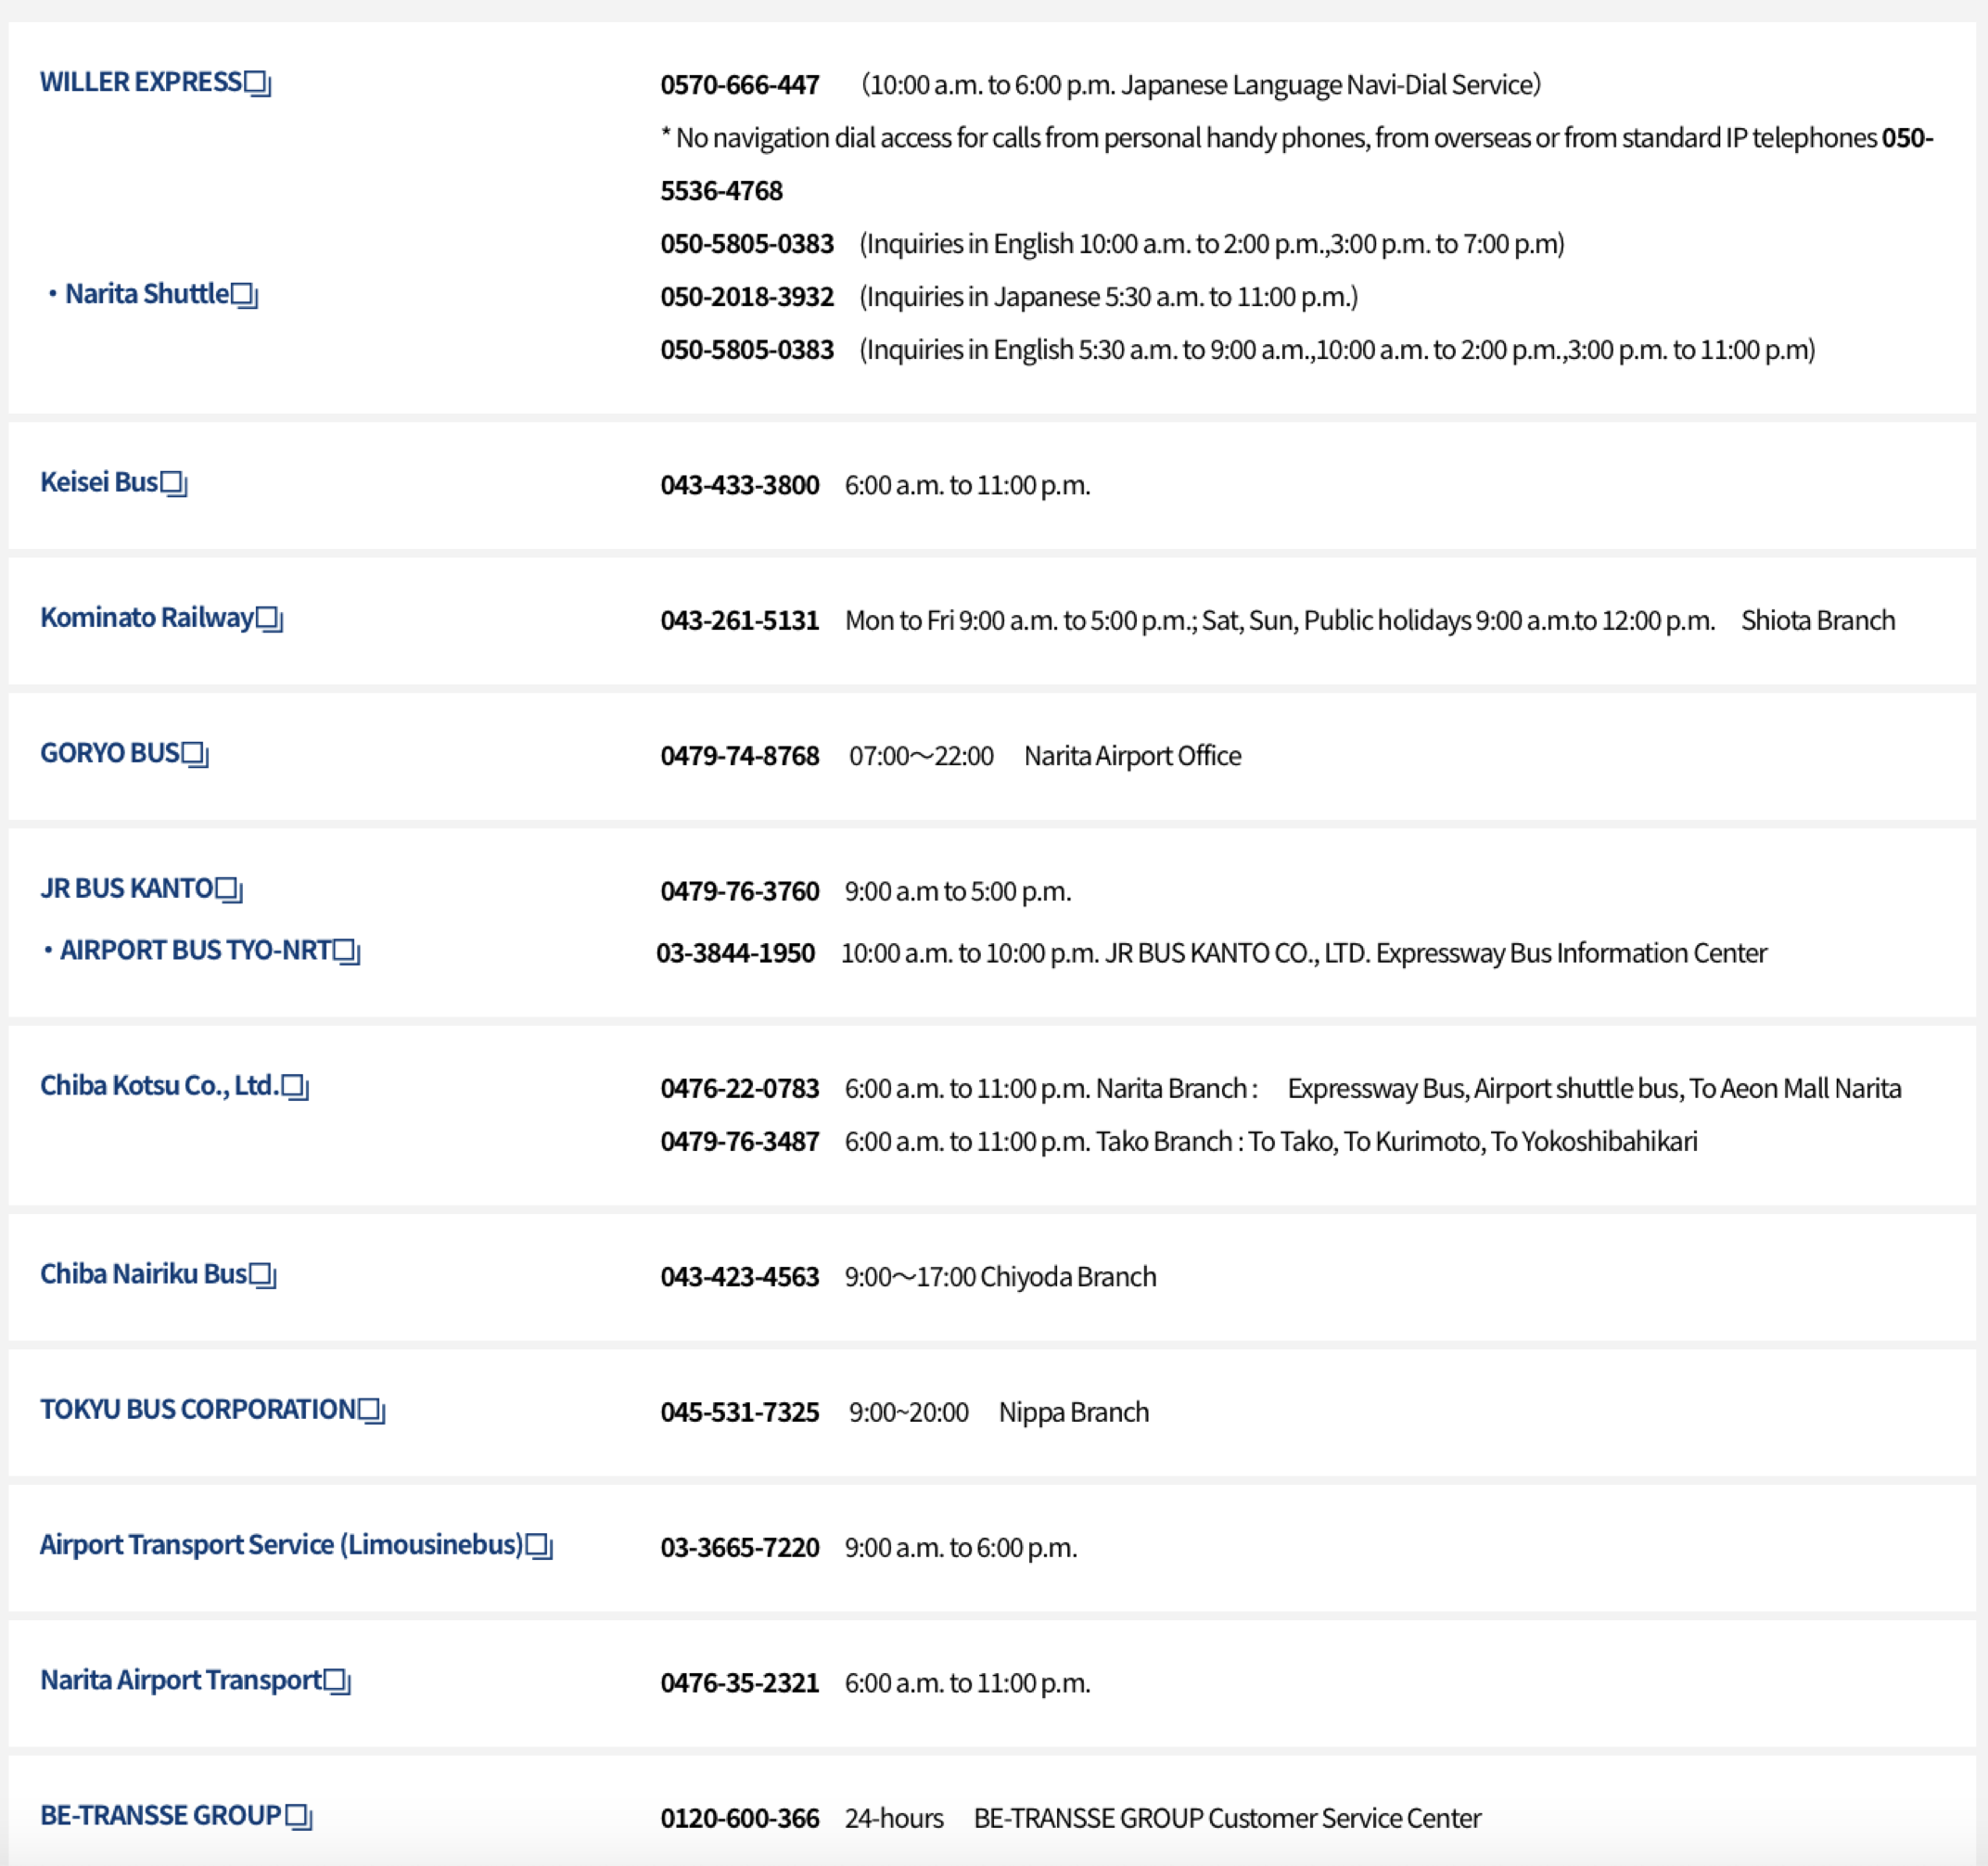 WILLER EXPRESS 0570-666-447 （10:00 a.m. to 6:00 p.m. Japanese Language Navi-Dial Service）
* No navigation dial access for calls from personal handy phones, from overseas or from standard IP telephones 050-
5536-4768
050-5805-0383 (Inquiries in English 10:00 a.m. to 2:00 p.m.,3:00 p.m. to 7:00 p.m)
・Narita Shuttle 050-2018-3932 (Inquiries in Japanese 5:30 a.m. to 11:00 p.m.)
050-5805-0383 (Inquiries in English 5:30 a.m. to 9:00 a.m.,10:00 a.m. to 2:00 p.m.,3:00 p.m. to 11:00 p.m)
Keisei Bus 043-433-3800 6:00 a.m. to 11:00 p.m.
Kominato Railway 043-261-5131 Mon to Fri 9:00 a.m. to 5:00 p.m.; Sat, Sun, Public holidays 9:00 a.m.to 12:00 p.m. Shiota Branch
GORYO BUS 0479-74-8768 07:00～22:00 Narita Airport Office
JR BUS KANTO 0479-76-3760 9:00 a.m to 5:00 p.m.
・AIRPORT BUS TYO-NRT 03-3844-1950 10:00 a.m. to 10:00 p.m. JR BUS KANTO CO., LTD. Expressway Bus Information Center
Chiba Kotsu Co., Ltd. 0476-22-0783 6:00 a.m. to 11:00 p.m. Narita Branch : Expressway Bus, Airport shuttle bus, To Aeon Mall Narita
0479-76-3487 6:00 a.m. to 11:00 p.m. Tako Branch : To Tako, To Kurimoto, To Yokoshibahikari
Chiba Nairiku Bus 043-423-4563 9:00～17:00 Chiyoda Branch
TOKYU BUS CORPORATION 045-531-7325 9:00~20:00 Nippa Branch
Airport Transport Service (Limousinebus) 03-3665-7220 9:00 a.m. to 6:00 p.m.
Narita Airport Transport 0476-35-2321 6:00 a.m. to 11:00 p.m.
BE-TRANSSE GROUP 0120-600-366 24-hours BE-TRANSSE GROUP Customer Service Center